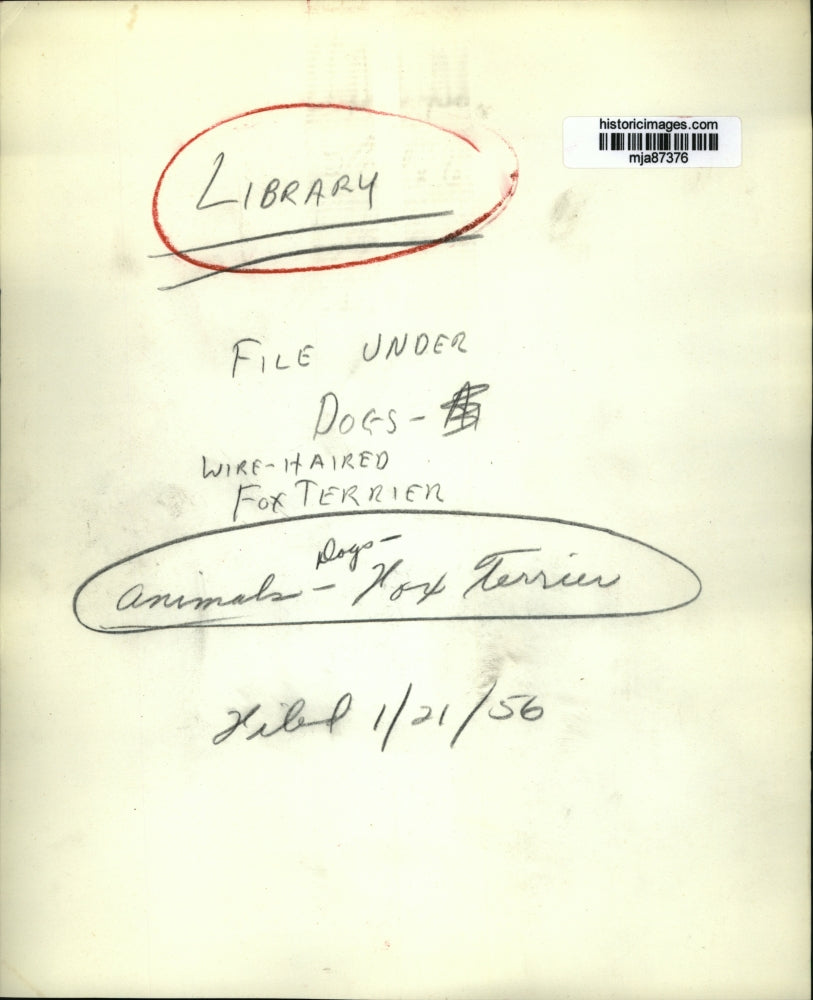 historicimages.com
mja87376
LIBRARY
FILE UNDER
DOGS-
WIRE-HAIRED
FOX TERRIER
Dogs-
animals - Fox Terrier
Filed 1/21/56